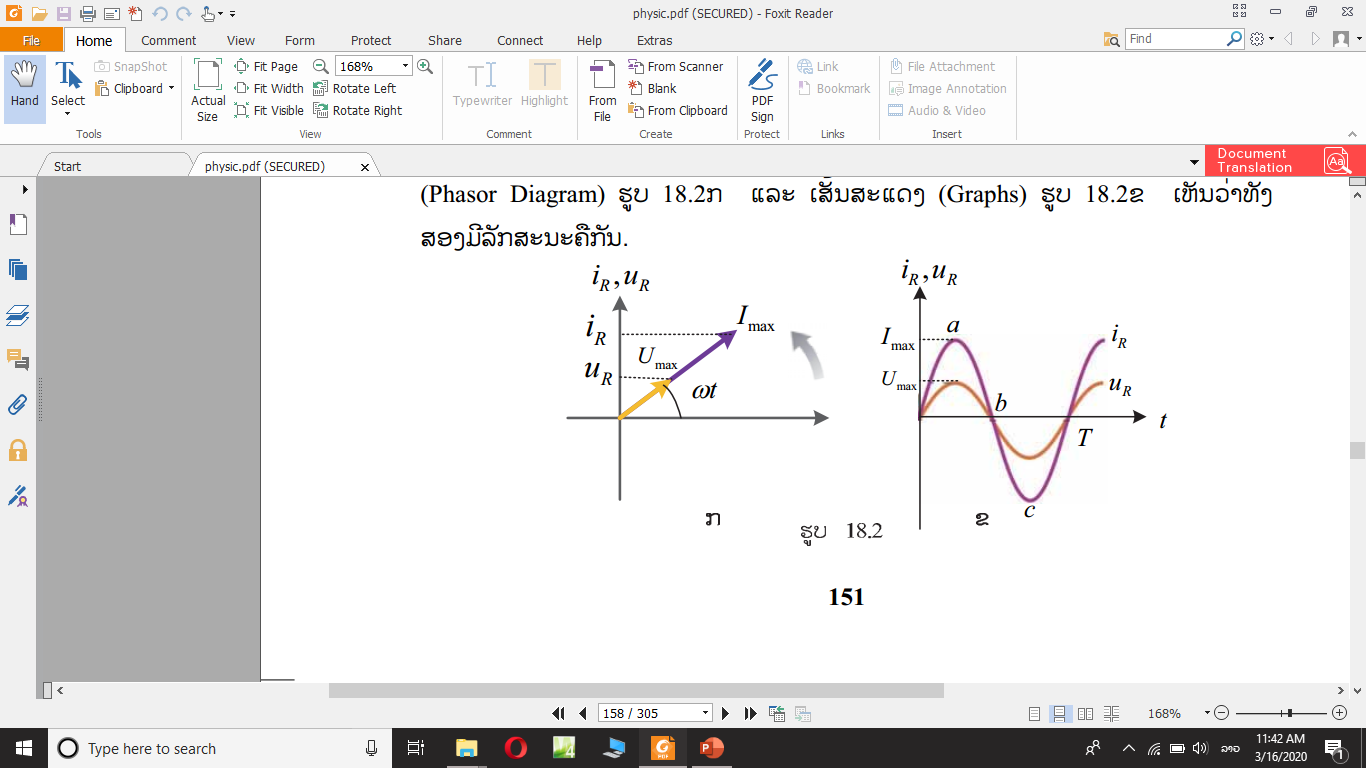 physic.pdf (SECURED) - Foxit Reader
File Home Comment View Form Protect Share Connect Help Extras
Find
Hand
Select
SnapShot
Clipboard
Tools
Actual Size
Fit Page
Fit Width
Fit Visible
168%
Rotate Left
Rotate Right
View
Typewriter
Highlight
Comment
From File
From Scanner
Blank
From Clipboard
Create
PDF Sign
Protect
Link
Bookmark
Links
File Attachment
Image Annotation
Audio & Video
Insert
Start
physic.pdf (SECURED)
Document Translation
(Phasor Diagram) ຮູບ 18.2ກ ແລະ ເສັ້ນສະແດງ (Graphs) ຮູບ 18.2ຂ ເຫັນວ່າທັງ
ສອງມີລັກສະນະຄືກັນ.
i_R, u_R
i_R
u_R
I_max
U_max
ωt
ກ
i_R, u_R
I_max
U_max
a
b
c
T
t
i_R
u_R
ຂ
ຮູບ 18.2
151
158 / 305
168%
Type here to search
ລາວ
11:42 AM
3/16/2020
1